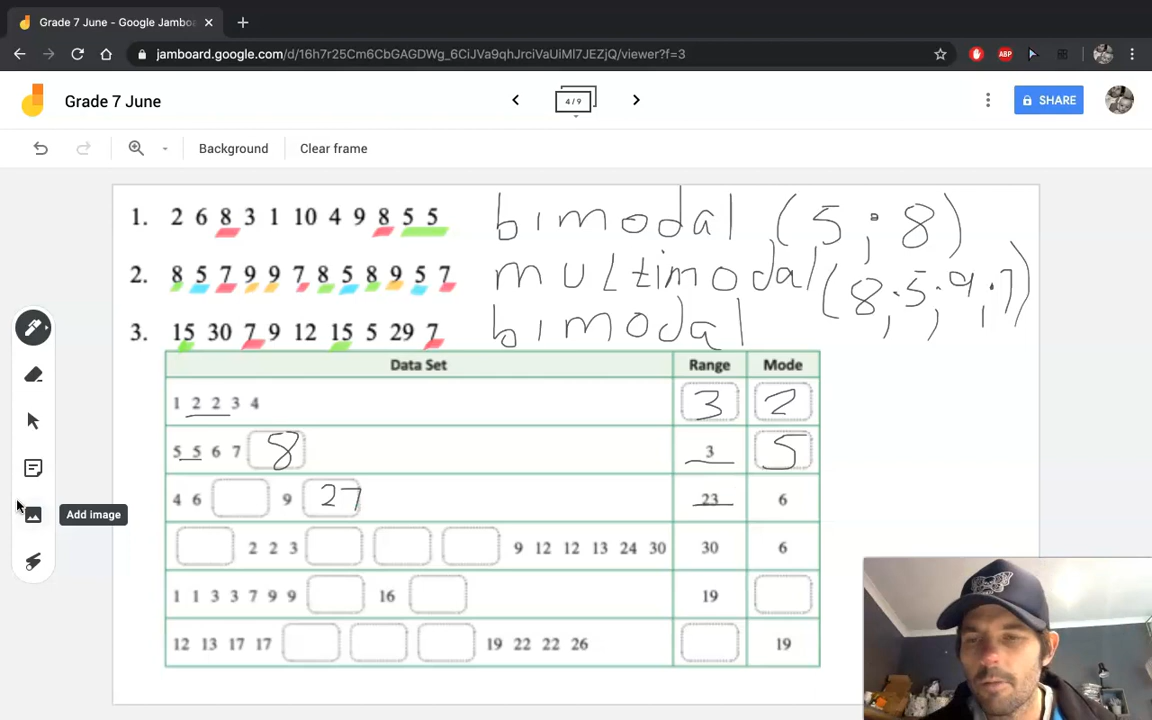 Grade 7 June - Google Jambo
jamboard.google.com/d/16h7r25Cm6CbGAGDWg_6CiJVa9qhJrciVaUiMl7JEZjQ/viewer?f=3
ABP
Grade 7 June
4 / 9
SHARE
Background
Clear frame
1. 2 6 8 3 1 10 4 9 8 5 5 bimodal (5 ; 8)
2. 8 5 7 9 9 7 8 5 8 9 5 7 multimodal (8;5;9;7)
3. 15 30 7 9 12 15 5 29 7 bimodal
Data Set Range Mode
1 2 2 3 4 3 2
5 5 6 7 8 3 5
4 6 9 27 23 6
2 2 3 9 12 12 13 24 30 30 6
1 1 3 3 7 9 9 16 19
12 13 17 17 19 22 22 26 19
Add image